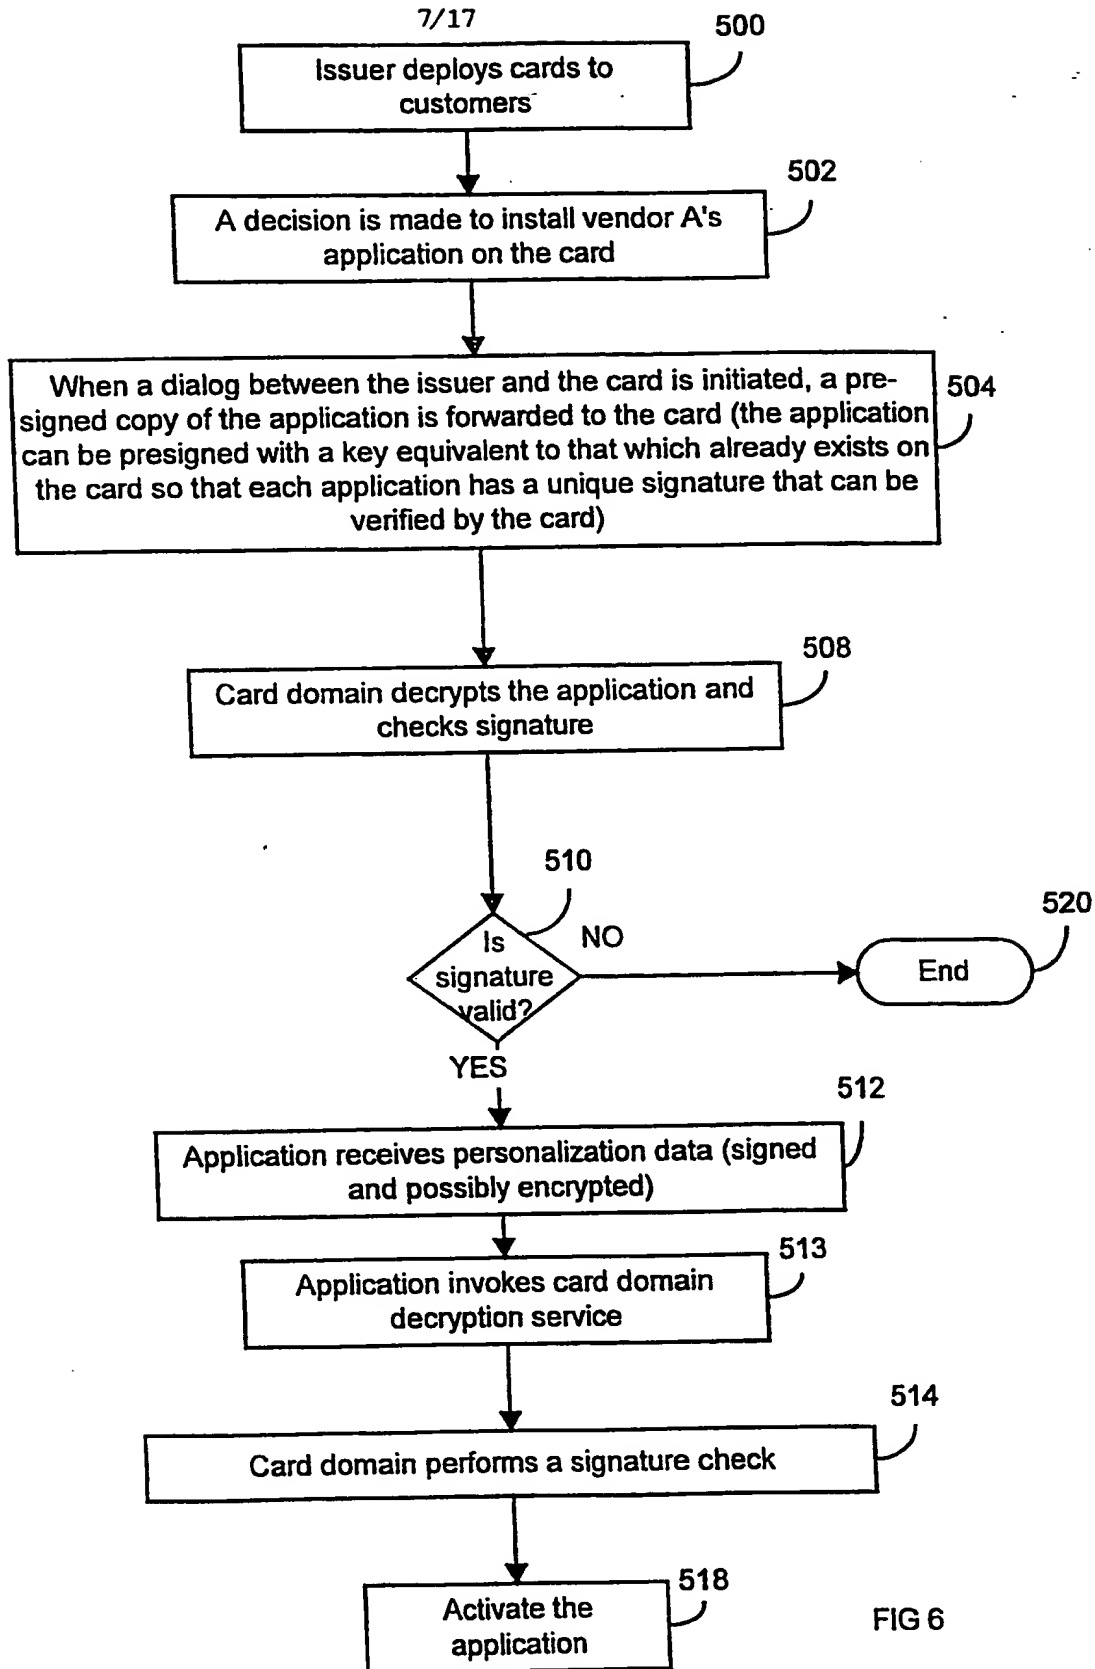 7/17
500
Issuer deploys cards to
customers
502
A decision is made to install vendor A's
application on the card
504
When a dialog between the issuer and the card is initiated, a pre-
signed copy of the application is forwarded to the card (the application
can be presigned with a key equivalent to that which already exists on
the card so that each application has a unique signature that can be
verified by the card)
508
Card domain decrypts the application and
checks signature
510
Is
signature
valid?
NO
520
End
YES
512
Application receives personalization data (signed
and possibly encrypted)
513
Application invokes card domain
decryption service
514
Card domain performs a signature check
518
Activate the
application
FIG 6